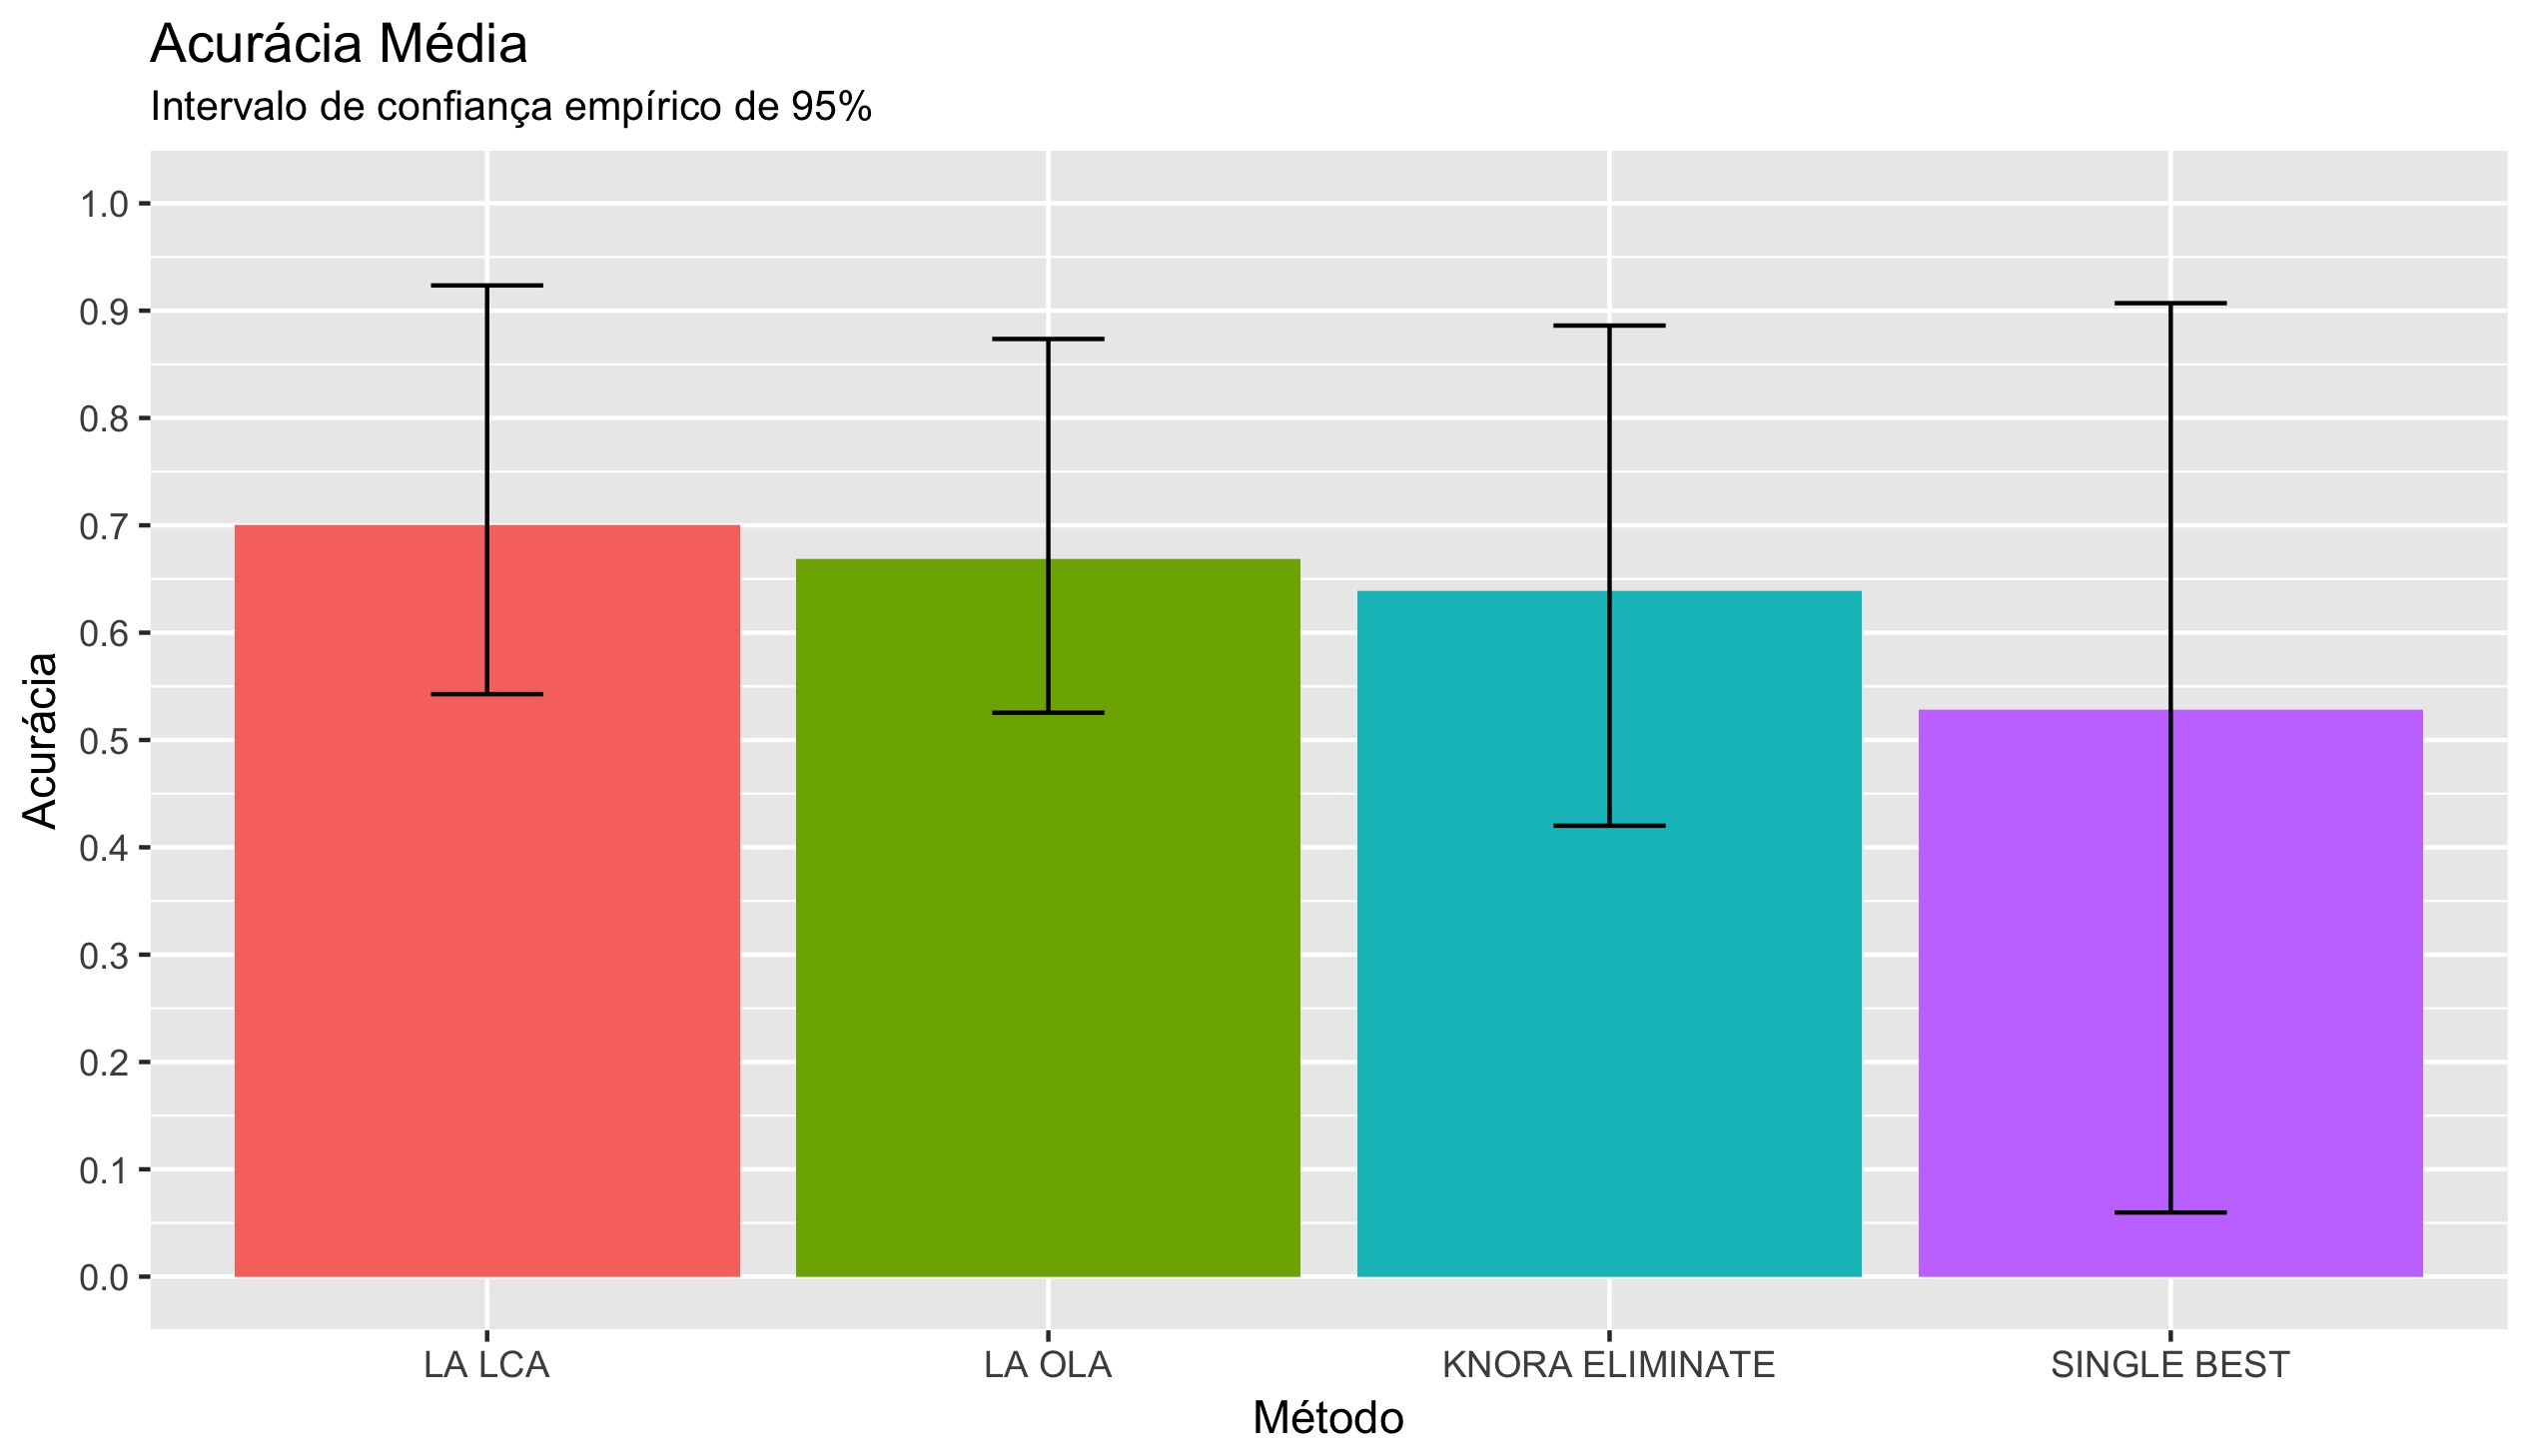 Acurácia Média
Intervalo de confiança empírico de 95%
Acurácia
1.0
0.9
0.8
0.7
0.6
0.5
0.4
0.3
0.2
0.1
0.0
LA LCA
LA OLA
KNORA ELIMINATE
SINGLE BEST
Método